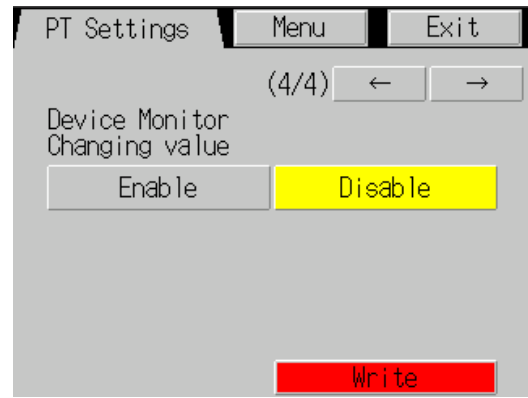 PT Settings Menu Exit
(4/4) ← →
Device Monitor
Changing value
Enable Disable
Write